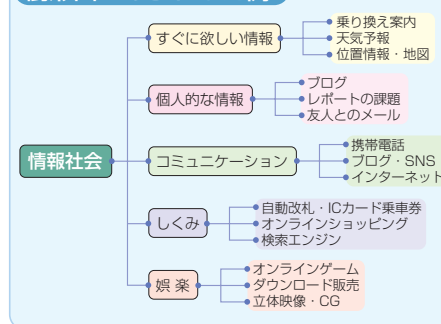 情報社会
すぐに欲しい情報
乗り換え案内
天気予報
位置情報・地図
個人的な情報
ブログ
レポートの課題
友人とのメール
コミュニケーション
携帯電話
ブログ・SNS
インターネット
しくみ
自動改札・ICカード乗車券
オンラインショッピング
検索エンジン
娯 楽
オンラインゲーム
ダウンロード販売
立体映像・CG